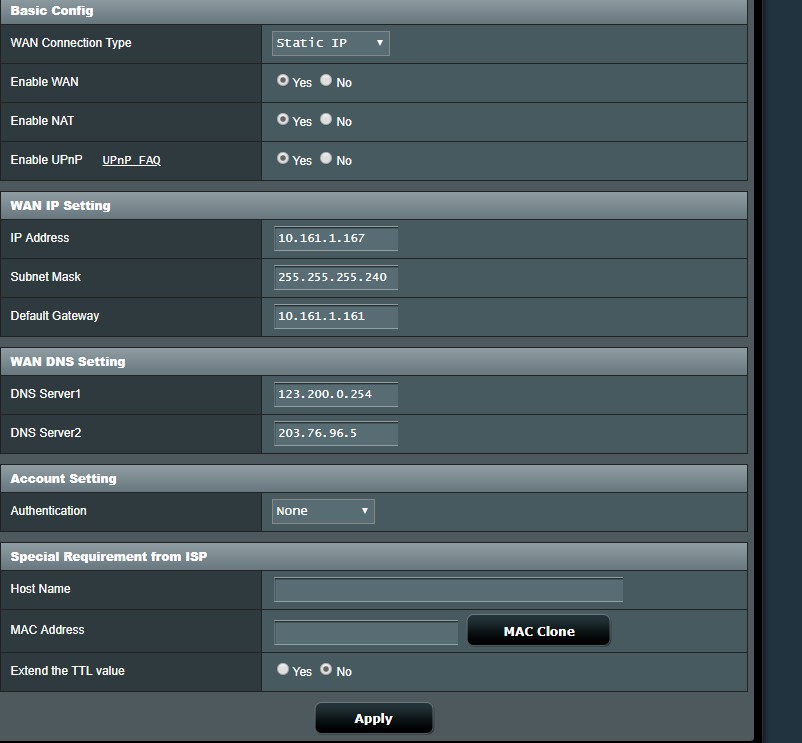 Basic Config
WAN Connection Type Static IP
Enable WAN Yes No
Enable NAT Yes No
Enable UPnP UPnP FAQ Yes No
WAN IP Setting
IP Address 10.161.1.167
Subnet Mask 255.255.255.240
Default Gateway 10.161.1.161
WAN DNS Setting
DNS Server1 123.200.0.254
DNS Server2 203.76.96.5
Account Setting
Authentication None
Special Requirement from ISP
Host Name
MAC Address MAC Clone
Extend the TTL value Yes No
Apply